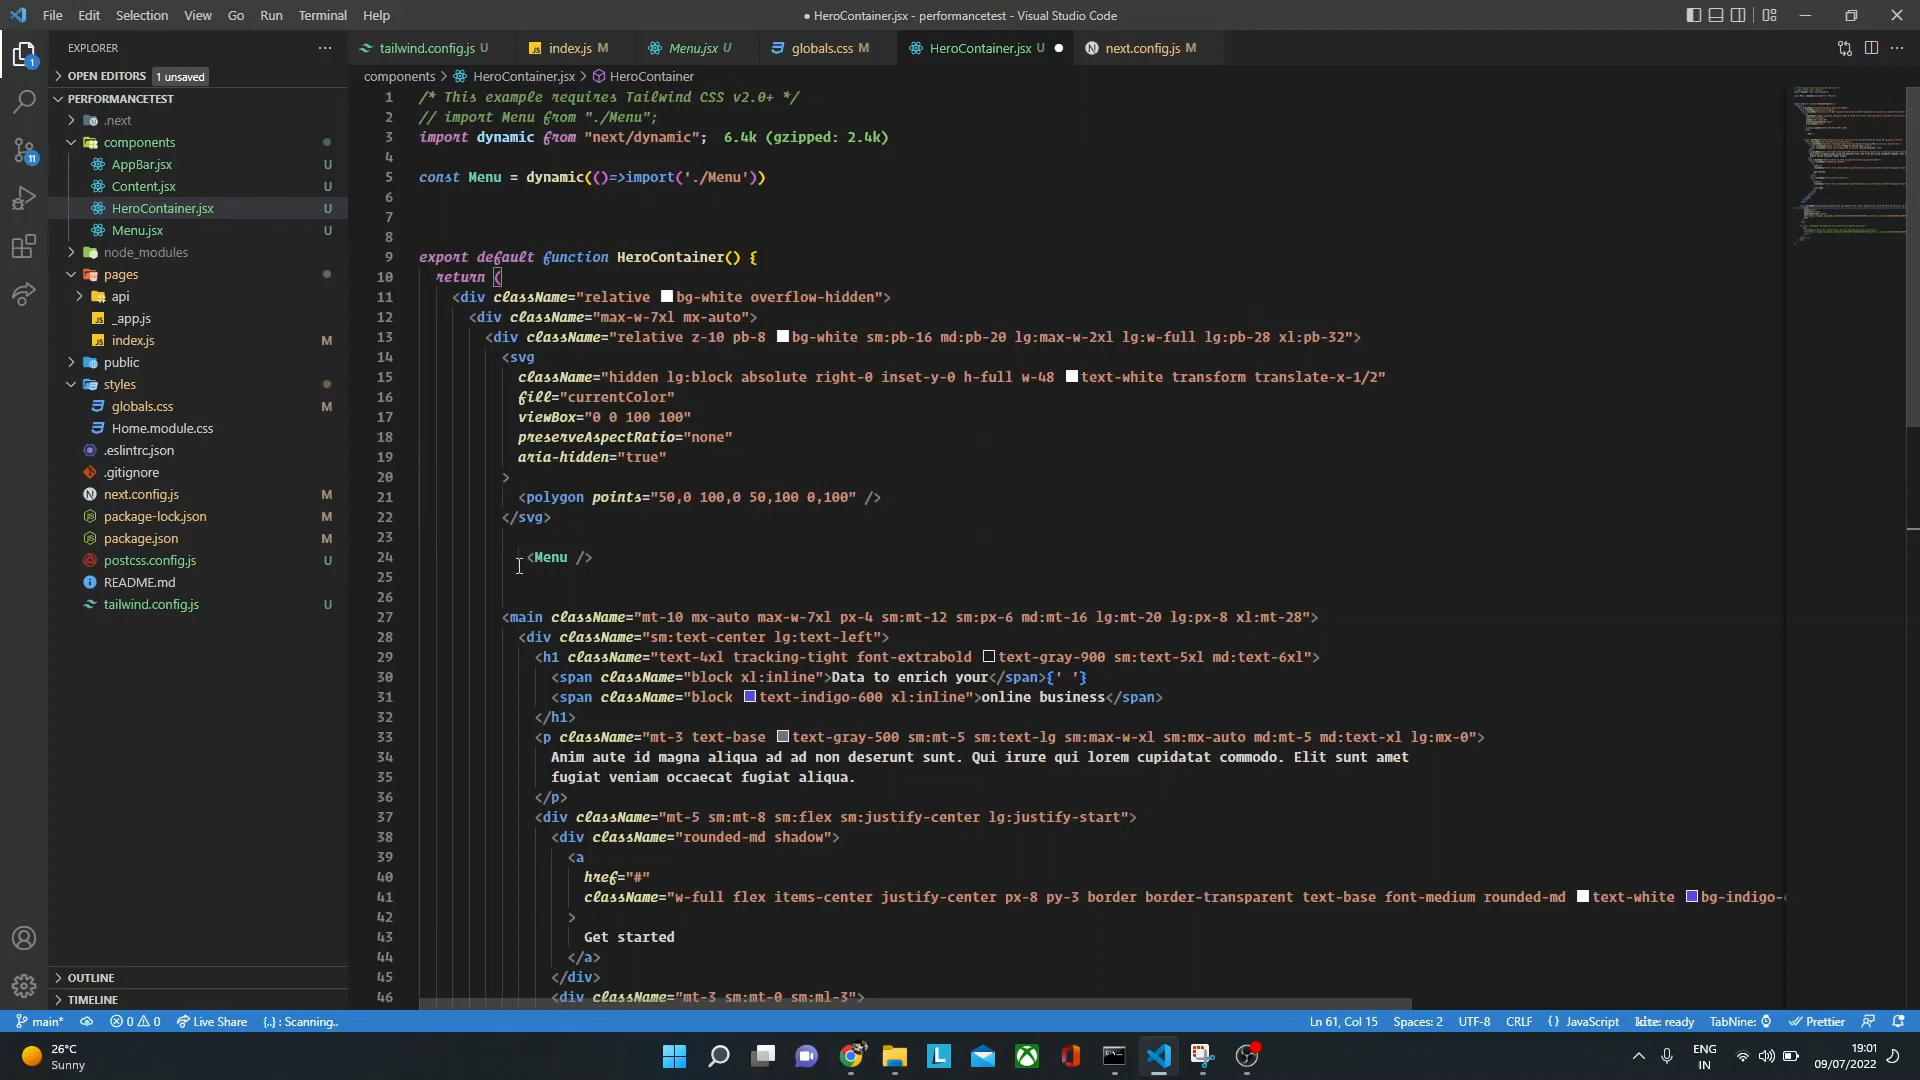 File Edit Selection View Go Run Terminal Help
● HeroContainer.jsx - performancetest - Visual Studio Code
EXPLORER
OPEN EDITORS 1 unsaved
PERFORMANCETEST
.next
components
AppBar.jsx U
Content.jsx U
HeroContainer.jsx U
Menu.jsx U
node_modules
pages
api
_app.js
index.js M
public
styles
globals.css M
Home.module.css
.eslintrc.json
.gitignore
next.config.js M
package-lock.json M
package.json M
postcss.config.js U
README.md
tailwind.config.js U
OUTLINE
TIMELINE
1
11
tailwind.config.js U index.js M Menu.jsx U globals.css M HeroContainer.jsx U ● next.config.js M
components > HeroContainer.jsx > HeroContainer
1 /* This example requires Tailwind CSS v2.0+ */
2 // import Menu from "./Menu";
3 import dynamic from "next/dynamic"; 6.4k (gzipped: 2.4k)
4
5 const Menu = dynamic(()=>import('./Menu'))
6
7
8
9 export default function HeroContainer() {
10 return (
11 <div className="relative bg-white overflow-hidden">
12 <div className="max-w-7xl mx-auto">
13 <div className="relative z-10 pb-8 bg-white sm:pb-16 md:pb-20 lg:max-w-2xl lg:w-full lg:pb-28 xl:pb-32">
14 <svg
15 className="hidden lg:block absolute right-0 inset-y-0 h-full w-48 text-white transform translate-x-1/2"
16 fill="currentColor"
17 viewBox="0 0 100 100"
18 preserveAspectRatio="none"
19 aria-hidden="true"
20 >
21 <polygon points="50,0 100,0 50,100 0,100" />
22 </svg>
23
24 <Menu />
25
26
27 <main className="mt-10 mx-auto max-w-7xl px-4 sm:mt-12 sm:px-6 md:mt-16 lg:mt-20 lg:px-8 xl:mt-28">
28 <div className="sm:text-center lg:text-left">
29 <h1 className="text-4xl tracking-tight font-extrabold text-gray-900 sm:text-5xl md:text-6xl">
30 <span className="block xl:inline">Data to enrich your</span>{' '}
31 <span className="block text-indigo-600 xl:inline">online business</span>
32 </h1>
33 <p className="mt-3 text-base text-gray-500 sm:mt-5 sm:text-lg sm:max-w-xl sm:mx-auto md:mt-5 md:text-xl lg:mx-0">
34 Anim aute id magna aliqua ad ad non deserunt sunt. Qui irure qui lorem cupidatat commodo. Elit sunt amet
35 fugiat veniam occaecat fugiat aliqua.
36 </p>
37 <div className="mt-5 sm:mt-8 sm:flex sm:justify-center lg:justify-start">
38 <div className="rounded-md shadow">
39 <a
40 href="#"
41 className="w-full flex items-center justify-center px-8 py-3 border border-transparent text-base font-medium rounded-md text-white bg-indigo-
42 >
43 Get started
44 </a>
45 </div>
46 <div className="mt-3 sm:mt-0 sm:ml-3">
main* 0 0 Live Share {..} : Scanning.. Ln 61, Col 15 Spaces: 2 UTF-8 CRLF { } JavaScript kite: ready TabNine: Prettier
26°C
Sunny
ENG
IN
19:01
09/07/2022